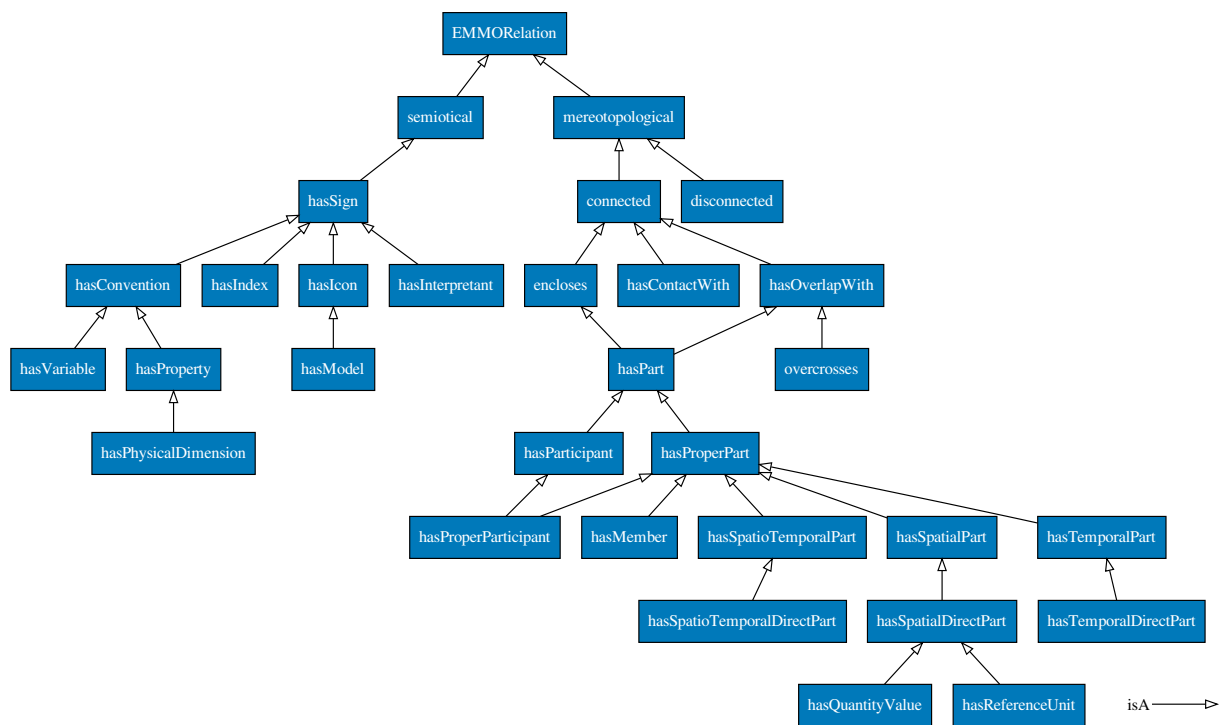 EMMORelation
semiotical
mereotopological
hasSign
connected
disconnected
hasConvention
hasIndex
hasIcon
hasInterpretant
encloses
hasContactWith
hasOverlapWith
hasVariable
hasProperty
hasModel
hasPart
overcrosses
hasPhysicalDimension
hasParticipant
hasProperPart
hasProperParticipant
hasMember
hasSpatioTemporalPart
hasSpatialPart
hasTemporalPart
hasSpatioTemporalDirectPart
hasSpatialDirectPart
hasTemporalDirectPart
hasQuantityValue
hasReferenceUnit
isA